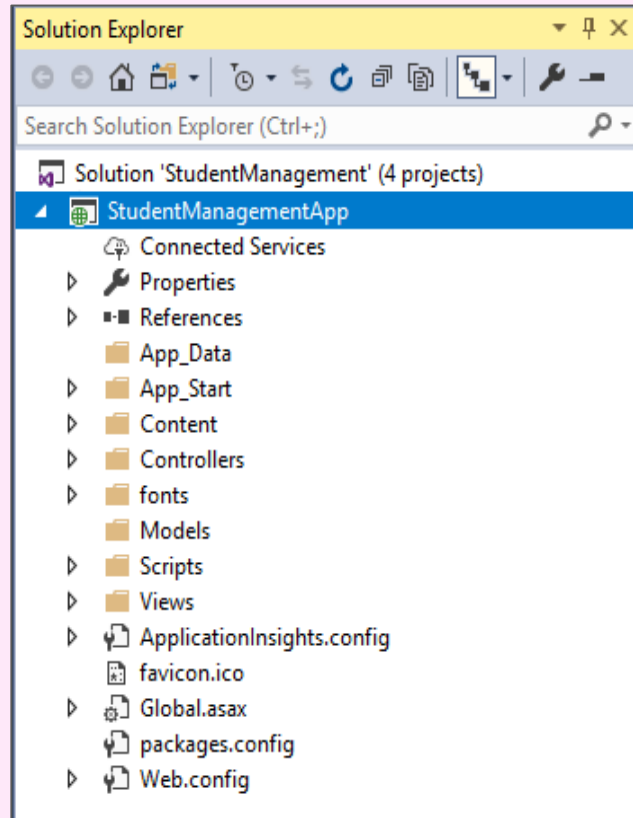 Solution Explorer
Search Solution Explorer (Ctrl+;)
Solution 'StudentManagement' (4 projects)
StudentManagementApp
Connected Services
Properties
References
App_Data
App_Start
Content
Controllers
fonts
Models
Scripts
Views
ApplicationInsights.config
favicon.ico
Global.asax
packages.config
Web.config